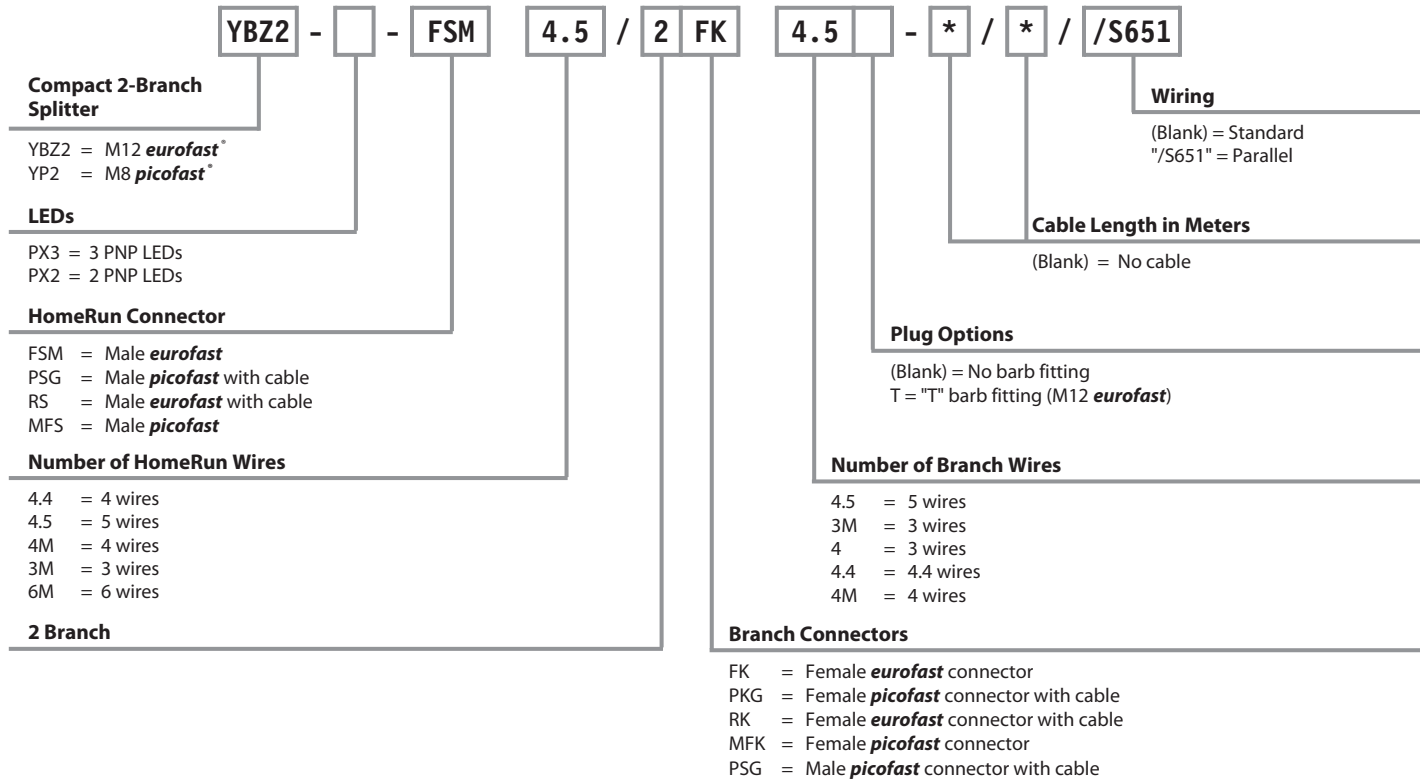 YBZ2 - - FSM 4.5 / 2 FK 4.5 - * / * / /S651
Compact 2-Branch
Splitter
YBZ2 = M12 eurofast®
YP2 = M8 picofast®
LEDs
PX3 = 3 PNP LEDs
PX2 = 2 PNP LEDs
HomeRun Connector
FSM = Male eurofast
PSG = Male picofast with cable
RS = Male eurofast with cable
MFS = Male picofast
Number of HomeRun Wires
4.4 = 4 wires
4.5 = 5 wires
4M = 4 wires
3M = 3 wires
6M = 6 wires
2 Branch
Wiring
(Blank) = Standard
"/S651" = Parallel
Cable Length in Meters
(Blank) = No cable
Plug Options
(Blank) = No barb fitting
T = "T" barb fitting (M12 eurofast)
Number of Branch Wires
4.5 = 5 wires
3M = 3 wires
4 = 3 wires
4.4 = 4.4 wires
4M = 4 wires
Branch Connectors
FK = Female eurofast connector
PKG = Female picofast connector with cable
RK = Female eurofast connector with cable
MFK = Female picofast connector
PSG = Male picofast connector with cable